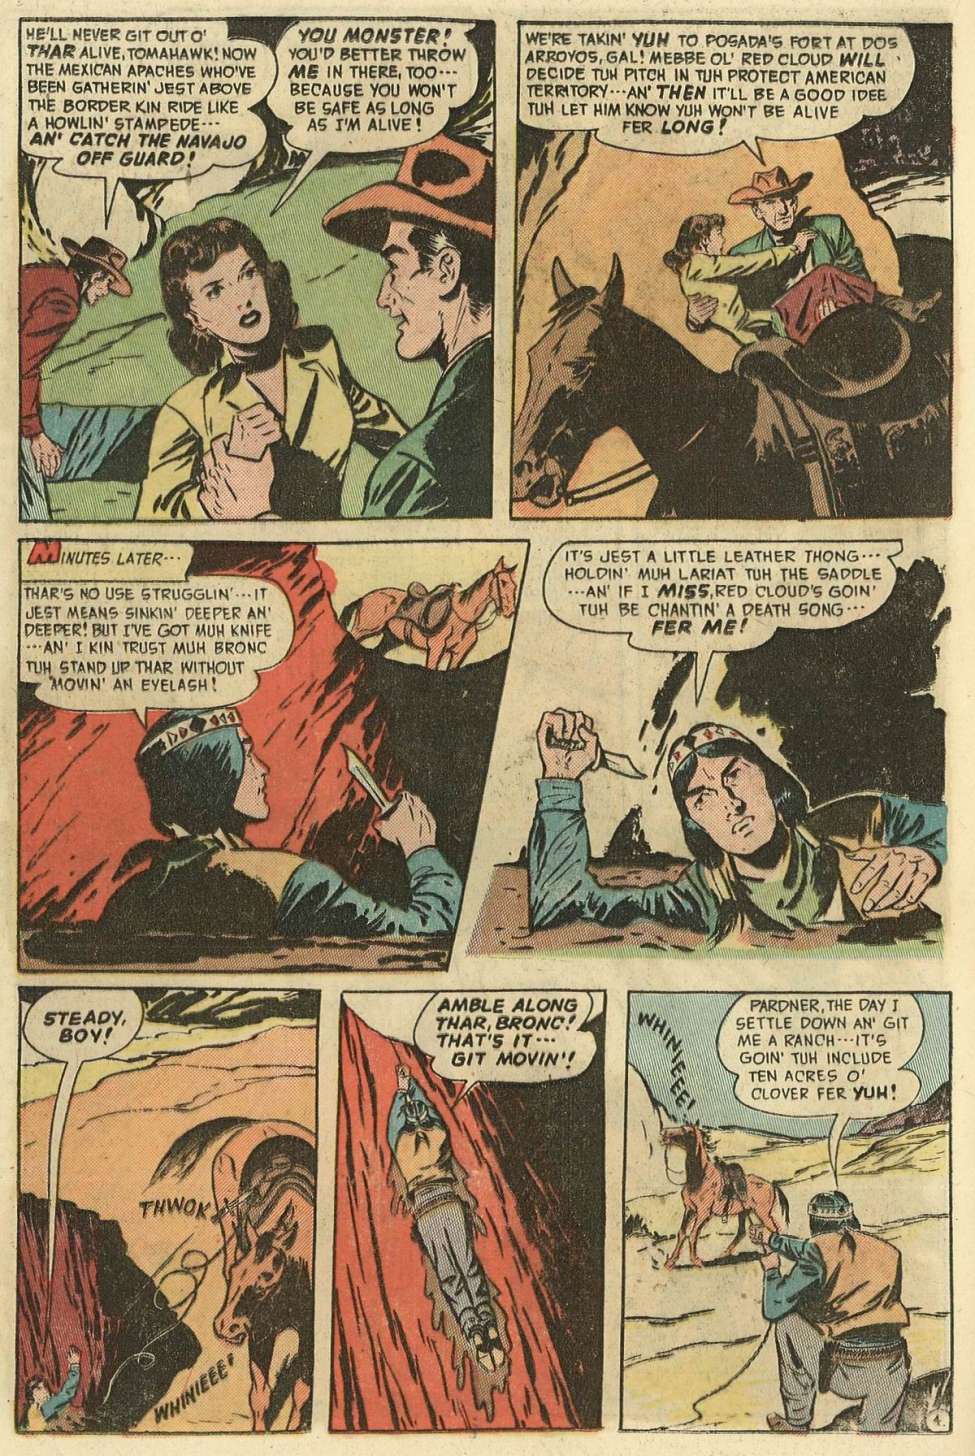 HE'LL NEVER GIT OUT O'
THAR ALIVE, TOMAHAWK! NOW
THE MEXICAN APACHES WHO'VE
BEEN GATHERIN' JEST ABOVE
THE BORDER KIN RIDE LIKE
A HOWLIN' STAMPEDE---
AN' CATCH THE NAVAJO
OFF GUARD!
YOU MONSTER!
YOU'D BETTER THROW
ME IN THERE, TOO---
BECAUSE YOU WON'T
BE SAFE AS LONG
AS I'M ALIVE!
WE'RE TAKIN' YUH TO POSADA'S FORT AT DOS
ARROYOS, GAL! MEBBE OL' RED CLOUD WILL
DECIDE TUH PITCH IN TUH PROTECT AMERICAN
TERRITORY---AN' THEN IT'LL BE A GOOD IDEE
TUH LET HIM KNOW YUH WON'T BE ALIVE
FER LONG!
MINUTES LATER---
THAR'S NO USE STRUGGLIN'---IT
JEST MEANS SINKIN' DEEPER AN'
DEEPER! BUT I'VE GOT MUH KNIFE
---AN' I KIN TRUST MUH BRONC
TUH STAND UP THAR WITHOUT
MOVIN' AN EYELASH!
IT'S JEST A LITTLE LEATHER THONG---
HOLDIN' MUH LARIAT TUH THE SADDLE
---AN' IF I MISS, RED CLOUD'S GOIN'
TUH BE CHANTIN' A DEATH SONG---
FER ME!
STEADY,
BOY!
THWOK
WHINIEEE!
AMBLE ALONG
THAR, BRONC!
THAT'S IT---
GIT MOVIN'!
WHINIEEE!
PARDNER, THE DAY I
SETTLE DOWN AN' GIT
ME A RANCH---IT'S
GOIN' TUH INCLUDE
TEN ACRES O'
CLOVER FER YUH!
4